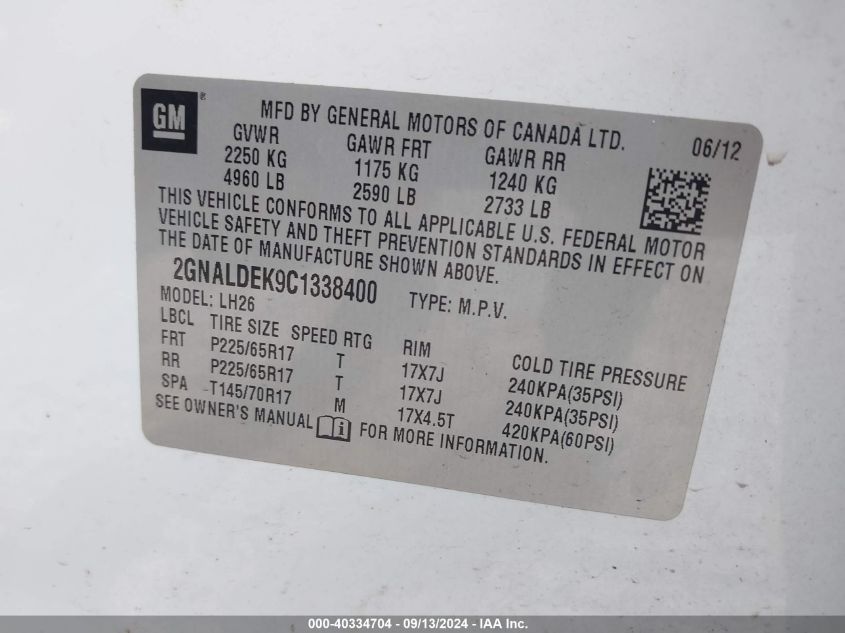 GM ®
MFD BY GENERAL MOTORS OF CANADA LTD. 06/12
GVWR GAWR FRT GAWR RR
2250 KG 1175 KG 1240 KG
4960 LB 2590 LB 2733 LB
THIS VEHICLE CONFORMS TO ALL APPLICABLE U.S. FEDERAL MOTOR
VEHICLE SAFETY AND THEFT PREVENTION STANDARDS IN EFFECT ON
THE DATE OF MANUFACTURE SHOWN ABOVE.
2GNALDEK9C1338400 TYPE: M.P.V.
MODEL: LH26
LBCL TIRE SIZE SPEED RTG RIM COLD TIRE PRESSURE
FRT P225/65R17 T 17X7J 240KPA(35PSI)
RR P225/65R17 T 17X7J 240KPA(35PSI)
SPA T145/70R17 M 17X4.5T 420KPA(60PSI)
SEE OWNER'S MANUAL i FOR MORE INFORMATION.
000-40334704 - 09/13/2024 - IAA Inc.